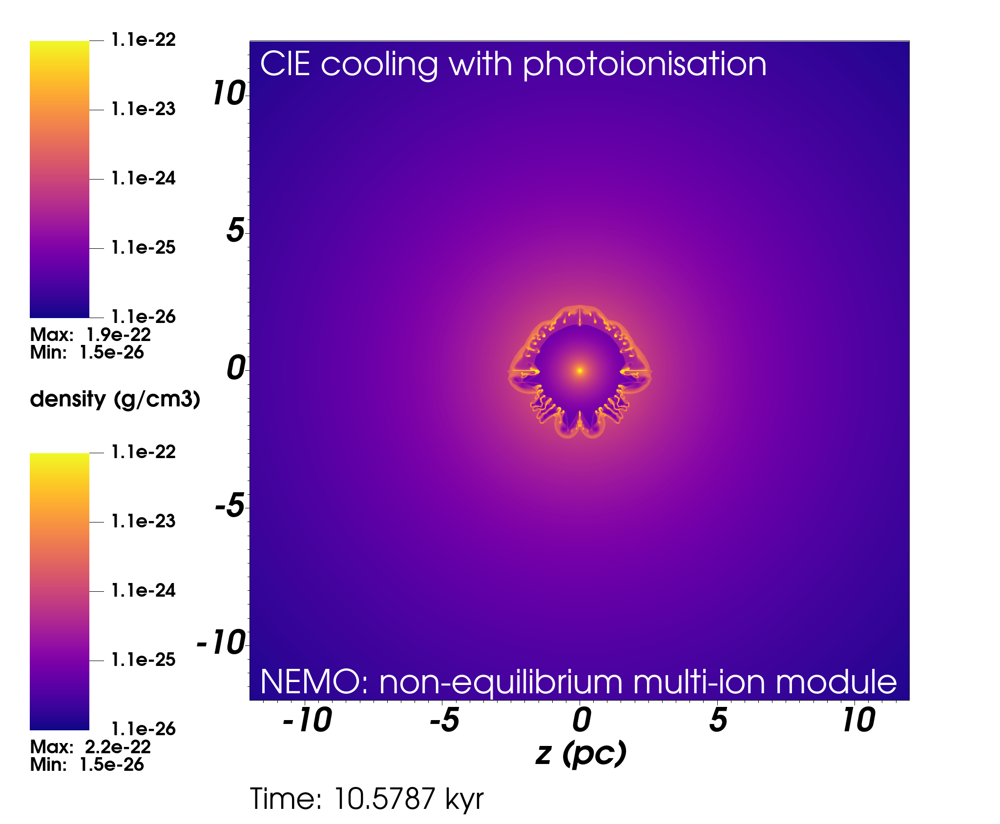 1.1e-22
1.1e-23
1.1e-24
1.1e-25
1.1e-26
Max: 1.9e-22
Min: 1.5e-26
density (g/cm3)
1.1e-22
1.1e-23
1.1e-24
1.1e-25
1.1e-26
Max: 2.2e-22
Min: 1.5e-26
CIE cooling with photoionisation
10
5
0
-5
-10
NEMO: non-equilibrium multi-ion module
-10 -5 0 5 10
z (pc)
Time: 10.5787 kyr